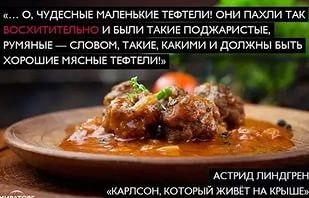 «... О, ЧУДЕСНЫЕ МАЛЕНЬКИЕ ТЕФТЕЛИ! ОНИ ПАХЛИ ТАК
ВОСХИТИТЕЛЬНО И БЫЛИ ТАКИЕ ПОДЖАРИСТЫЕ,
РУМЯНЫЕ — СЛОВОМ, ТАКИЕ, КАКИМИ И ДОЛЖНЫ БЫТЬ
ХОРОШИЕ МЯСНЫЕ ТЕФТЕЛИ!»
АСТРИД ЛИНДГРЕН
«КАРЛСОН, КОТОРЫЙ ЖИВЁТ НА КРЫШЕ»